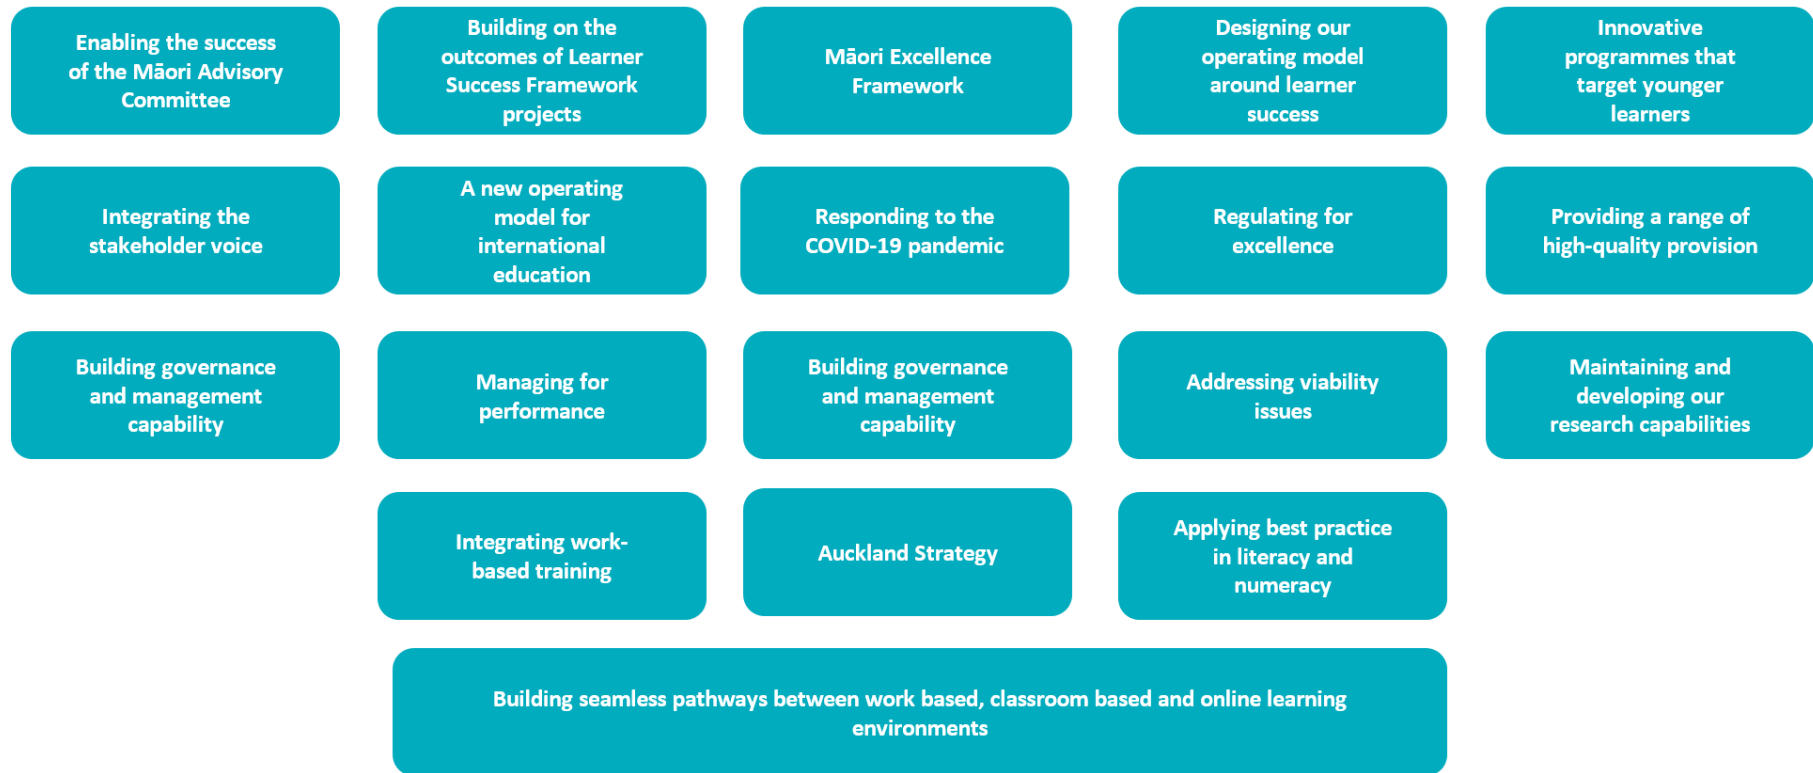 Enabling the success
of the Māori Advisory
Committee
Building on the
outcomes of Learner
Success Framework
projects
Māori Excellence
Framework
Designing our
operating model
around learner
success
Innovative
programmes that
target younger
learners
Integrating the
stakeholder voice
A new operating
model for
international
education
Responding to the
COVID-19 pandemic
Regulating for
excellence
Providing a range of
high-quality provision
Building governance
and management
capability
Managing for
performance
Building governance
and management
capability
Addressing viability
issues
Maintaining and
developing our
research capabilities
Integrating work-
based training
Auckland Strategy
Applying best practice
in literacy and
numeracy
Building seamless pathways between work based, classroom based and online learning
environments